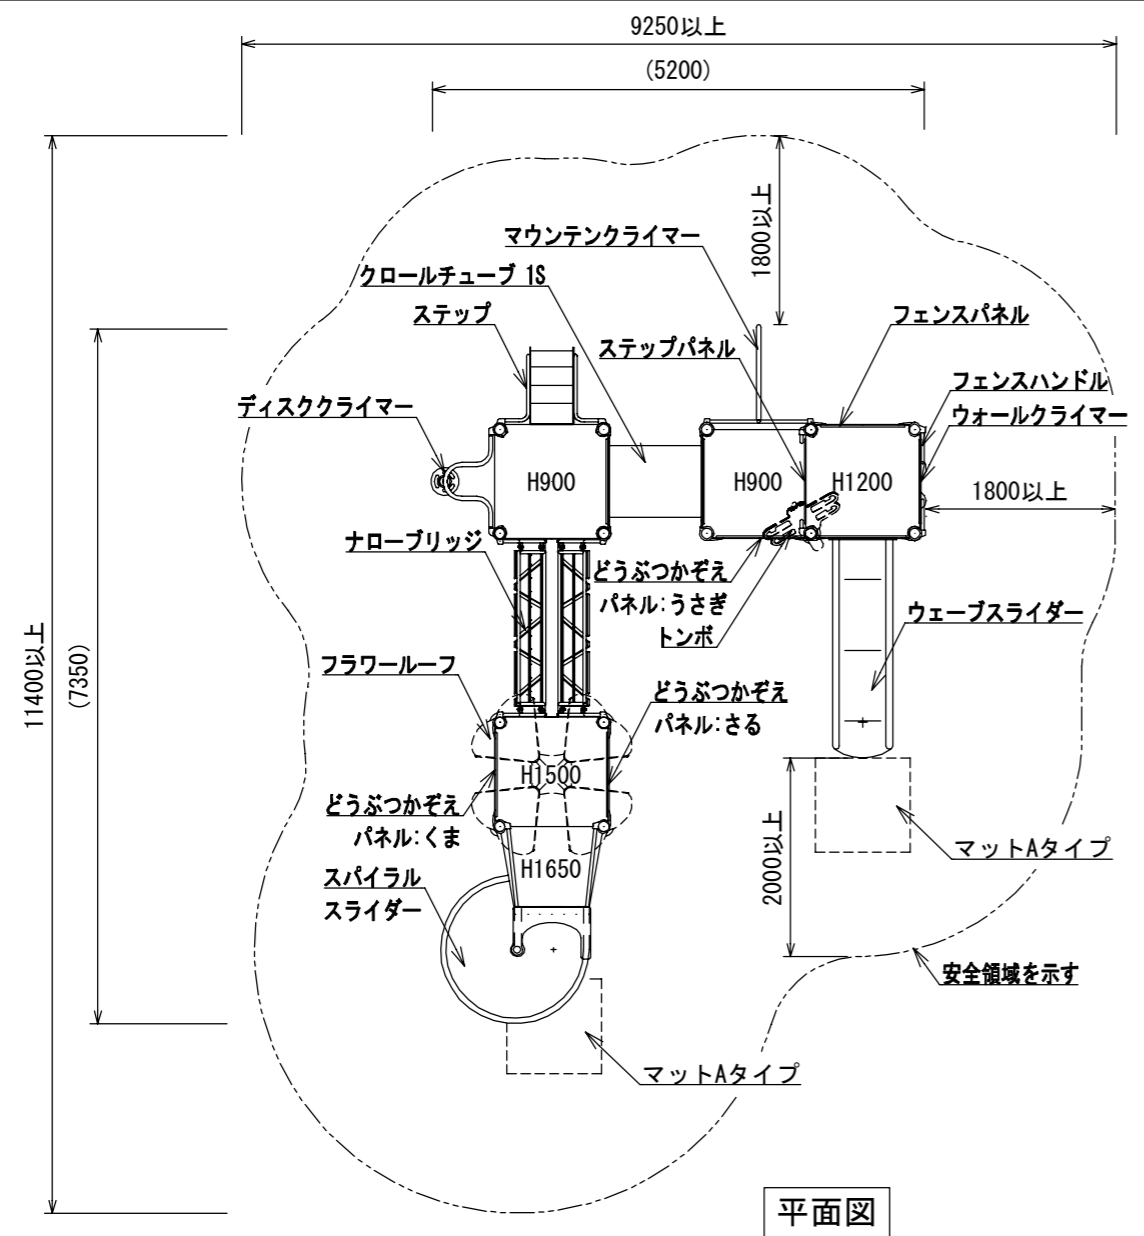 9250以上
(5200)
マウンテンクライマー
1800以上
クロールチューブ 1S
ステップ
フェンスパネル
ステップパネル
フェンスハンドル
ディスククライマー
ウォールクライマー
H900
H900
H1200
1800以上
ナローブリッジ
どうぶつかぞえ
パネル:うさぎ
トンボ
ウェーブスライダー
11400以上
(7350)
フラワールーフ
どうぶつかぞえ
パネル:さる
H1500
どうぶつかぞえ
パネル:くま
2000以上
マットAタイプ
H1650
スパイラル
スライダー
安全領域を示す
マットAタイプ
平面図